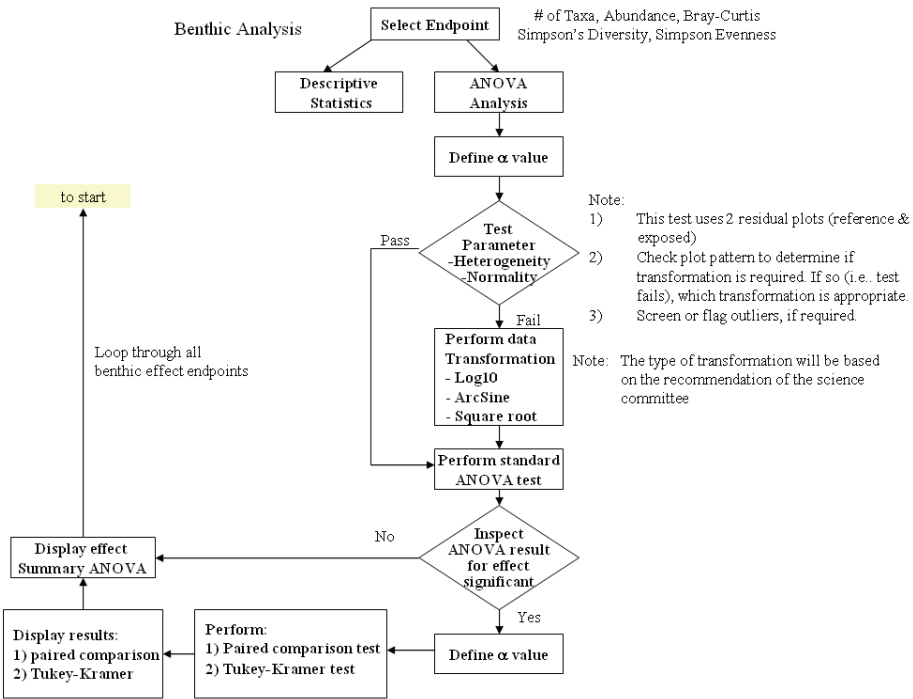 Benthic Analysis
Select Endpoint
# of Taxa, Abundance, Bray-Curtis
Simpson's Diversity, Simpson Evenness
Descriptive
Statistics
ANOVA
Analysis
Define α value
to start
Test
Parameter
-Heterogeneity
-Normality
Pass
Fail
Note:
1) This test uses 2 residual plots (reference &
exposed)
2) Check plot pattern to determine if
transformation is required. If so (i.e.. test
fails), which transformation is appropriate.
3) Screen or flag outliers, if required.
Perform data
Transformation
- Log10
- ArcSine
- Square root
Note: The type of transformation will be based
on the recommendation of the science
committee
Loop through all
benthic effect endpoints
Perform standard
ANOVA test
Inspect
ANOVA result
for effect
significant
No
Yes
Display effect
Summary ANOVA
Define α value
Perform:
1) Paired comparison test
2) Tukey-Kramer test
Display results:
1) paired comparison
2) Tukey-Kramer